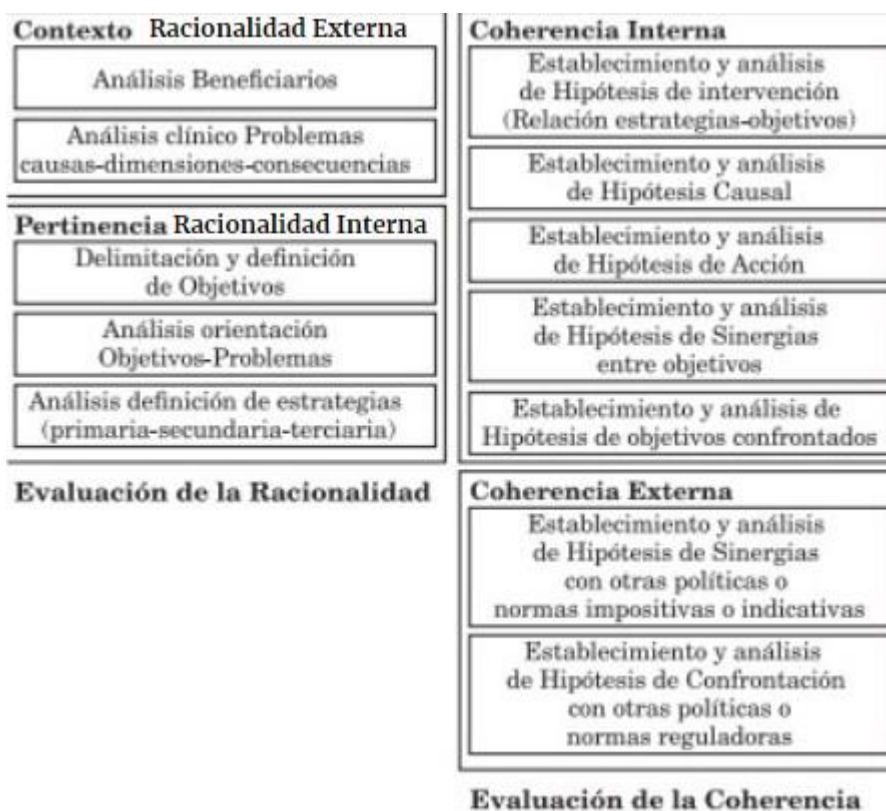 Contexto Racionalidad Externa
Análisis Beneficiarios
Análisis clínico Problemas
causas-dimensiones-consecuencias
Pertinencia Racionalidad Interna
Delimitación y definición
de Objetivos
Análisis orientación
Objetivos-Problemas
Análisis definición de estrategias
(primaria-secundaria-terciaria)
Evaluación de la Racionalidad
Coherencia Interna
Establecimiento y análisis
de Hipótesis de intervención
(Relación estrategias-objetivos)
Establecimiento y análisis
de Hipótesis Causal
Establecimiento y análisis
de Hipótesis de Acción
Establecimiento y análisis
de Hipótesis de Sinergias
entre objetivos
Establecimiento y análisis de
Hipótesis de objetivos confrontados
Coherencia Externa
Establecimiento y análisis
de Hipótesis de Sinergias
con otras políticas o
normas impositivas o indicativas
Establecimiento y análisis
de Hipótesis de Confrontación
con otras políticas o
normas reguladoras
Evaluación de la Coherencia